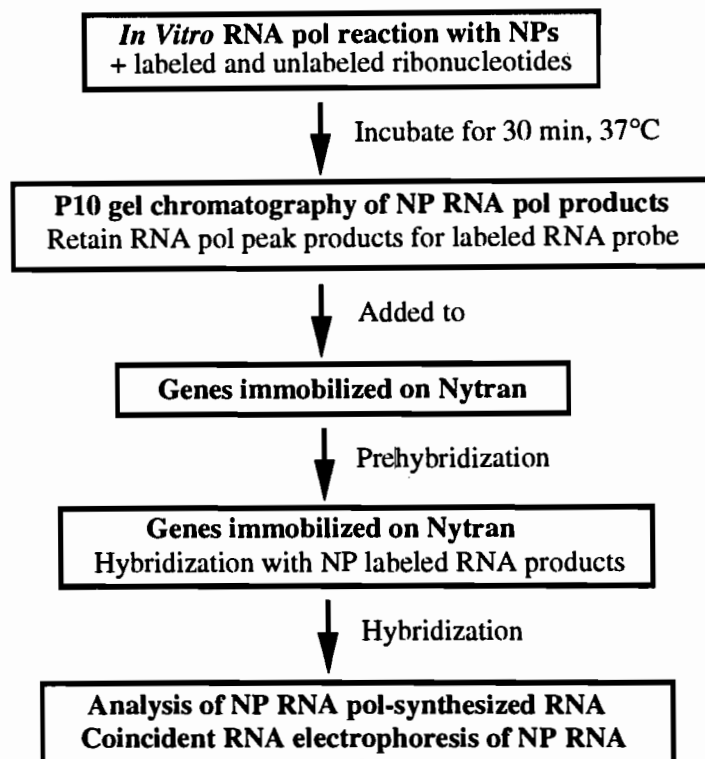 In Vitro RNA pol reaction with NPs
+ labeled and unlabeled ribonucleotides
Incubate for 30 min, 37°C
P10 gel chromatography of NP RNA pol products
Retain RNA pol peak products for labeled RNA probe
Added to
Genes immobilized on Nytran
Prehybridization
Genes immobilized on Nytran
Hybridization with NP labeled RNA products
Hybridization
Analysis of NP RNA pol-synthesized RNA
Coincident RNA electrophoresis of NP RNA